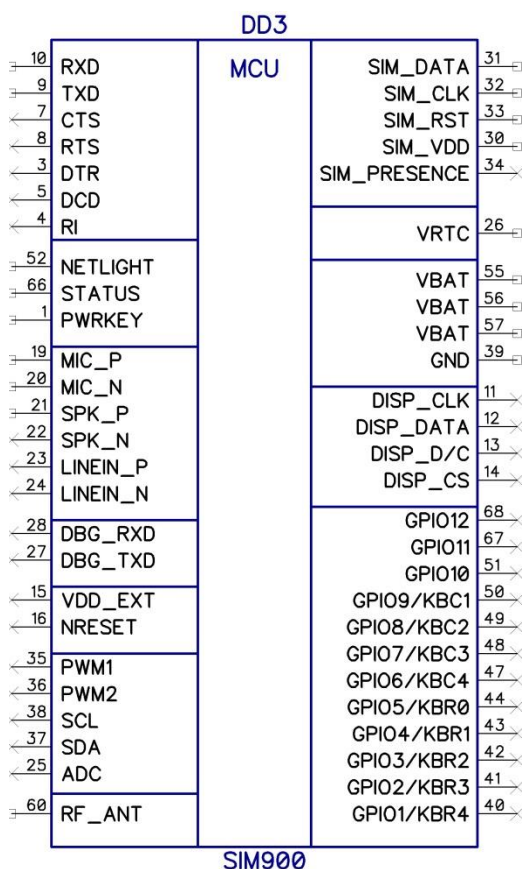 DD3
MCU
10 RXD
9 TXD
7 CTS
8 RTS
3 DTR
5 DCD
4 RI
52 NETLIGHT
66 STATUS
1 PWRKEY
19 MIC_P
20 MIC_N
21 SPK_P
22 SPK_N
23 LINEIN_P
24 LINEIN_N
28 DBG_RXD
27 DBG_TXD
15 VDD_EXT
16 NRESET
35 PWM1
36 PWM2
38 SCL
37 SDA
25 ADC
60 RF_ANT
SIM_DATA 31
SIM_CLK 32
SIM_RST 33
SIM_VDD 30
SIM_PRESENCE 34
VRTC 26
VBAT 55
VBAT 56
VBAT 57
GND 39
DISP_CLK 11
DISP_DATA 12
DISP_D/C 13
DISP_CS 14
GPIO12 68
GPIO11 67
GPIO10 51
GPIO9/KBC1 50
GPIO8/KBC2 49
GPIO7/KBC3 48
GPIO6/KBC4 47
GPIO5/KBR0 44
GPIO4/KBR1 43
GPIO3/KBR2 42
GPIO2/KBR3 41
GPIO1/KBR4 40
SIM900